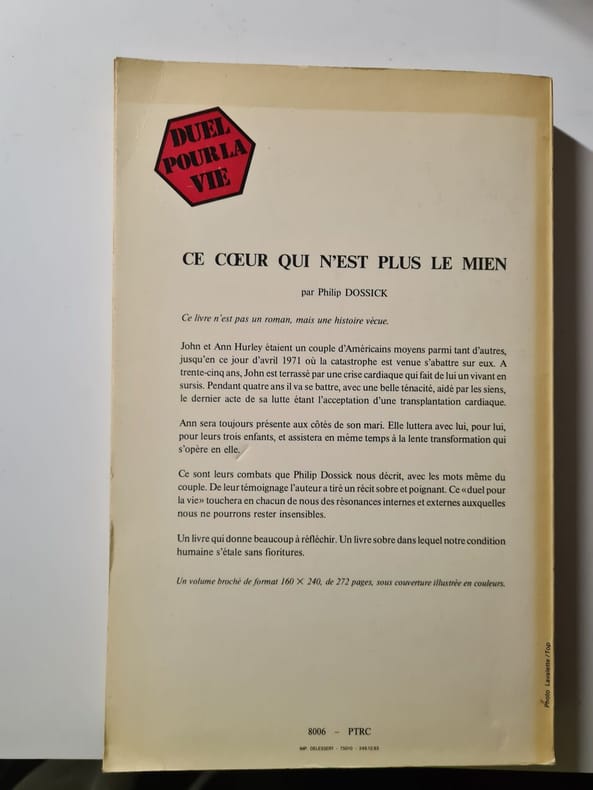 DUEL
POUR LA
VIE
CE CŒUR QUI N'EST PLUS LE MIEN
par Philip DOSSICK
Ce livre n'est pas un roman, mais une histoire vècue.
John et Ann Hurley étaient un couple d'Américains moyens parmi tant d'autres,
jusqu'en ce jour d'avril 1971 où la catastrophe est venue s'abattre sur eux. A
trente-cinq ans, John est terrassé par une crise cardiaque qui fait de lui un vivant en
sursis. Pendant quatre ans il va se battre, avec une belle ténacité, aidé par les siens,
le dernier acte de sa lutte étant l'acceptation d'une transplantation cardiaque.
Ann sera toujours présente aux côtés de son mari. Elle luttera avec lui, pour lui,
pour leurs trois enfants, et assistera en même temps à la lente transformation qui
s'opère en elle.
Ce sont leurs combats que Philip Dossick nous décrit, avec les mots même du
couple. De leur témoignage l'auteur a tiré un récit sobre et poignant. Ce «duel pour
la vie» touchera en chacun de nous des résonances internes et externes auxquelles
nous ne pourrons rester insensibles.
Un livre qui donne beaucoup à réfléchir. Un livre sobre dans lequel notre condition
humaine s'étale sans fioritures.
Un volume broché de format 160 × 240, de 272 pages, sous couverture illustrée en couleurs.
Photo Lavalette/Top
8006 - PTRC
IMP. DELESSERT - 75010 - 246.12.63